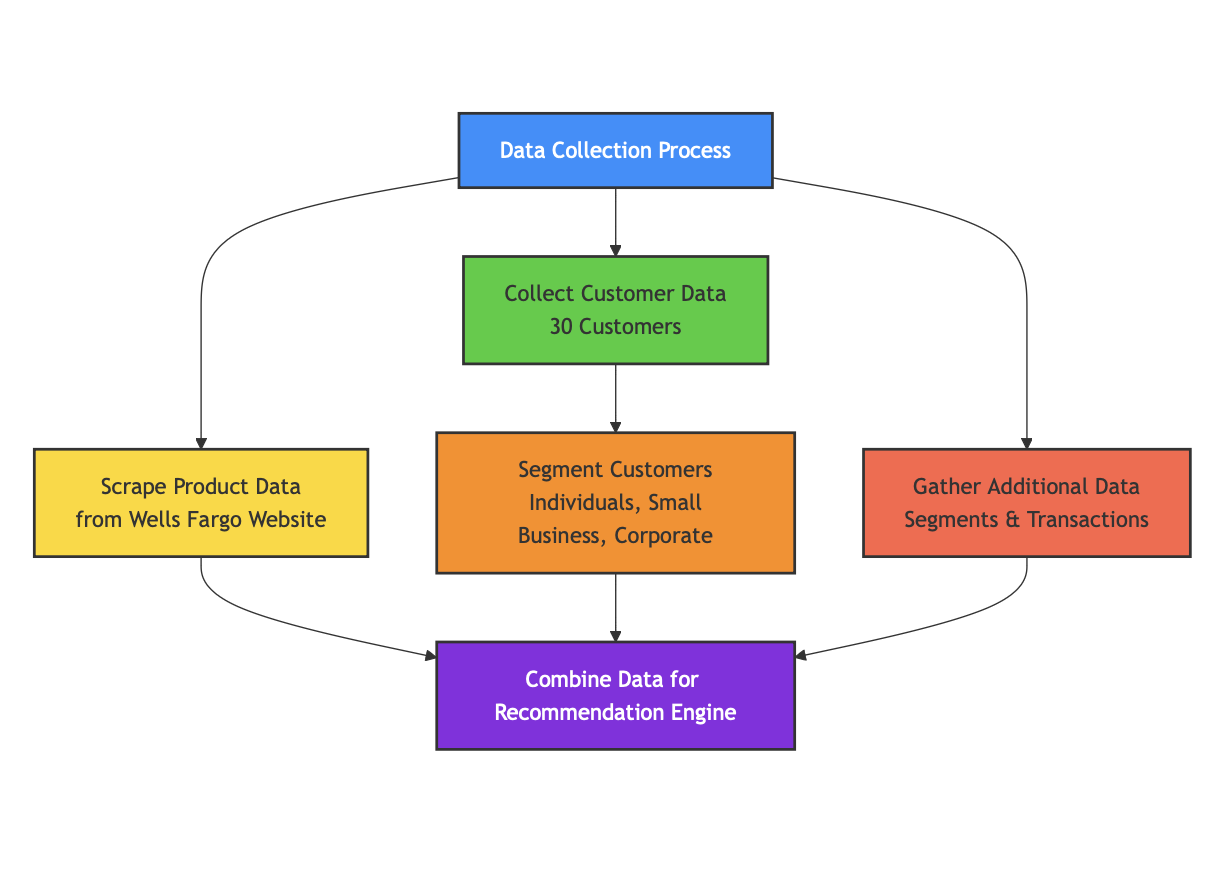 Data Collection Process
Collect Customer Data
30 Customers
Scrape Product Data
from Wells Fargo Website
Segment Customers
Individuals, Small
Business, Corporate
Gather Additional Data
Segments & Transactions
Combine Data for
Recommendation Engine